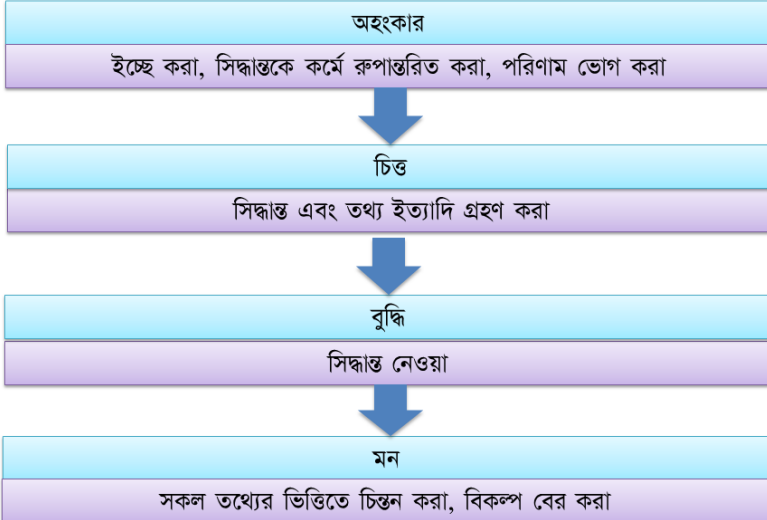 অহংকার
ইচ্ছে করা, সিদ্ধান্তকে কর্মে রুপান্তরিত করা, পরিণাম ভোগ করা
চিত্ত
সিদ্ধান্ত এবং তথ্য ইত্যাদি গ্রহণ করা
বুদ্ধি
সিদ্ধান্ত নেওয়া
মন
সকল তথ্যের ভিত্তিতে চিন্তন করা, বিকল্প বের করা